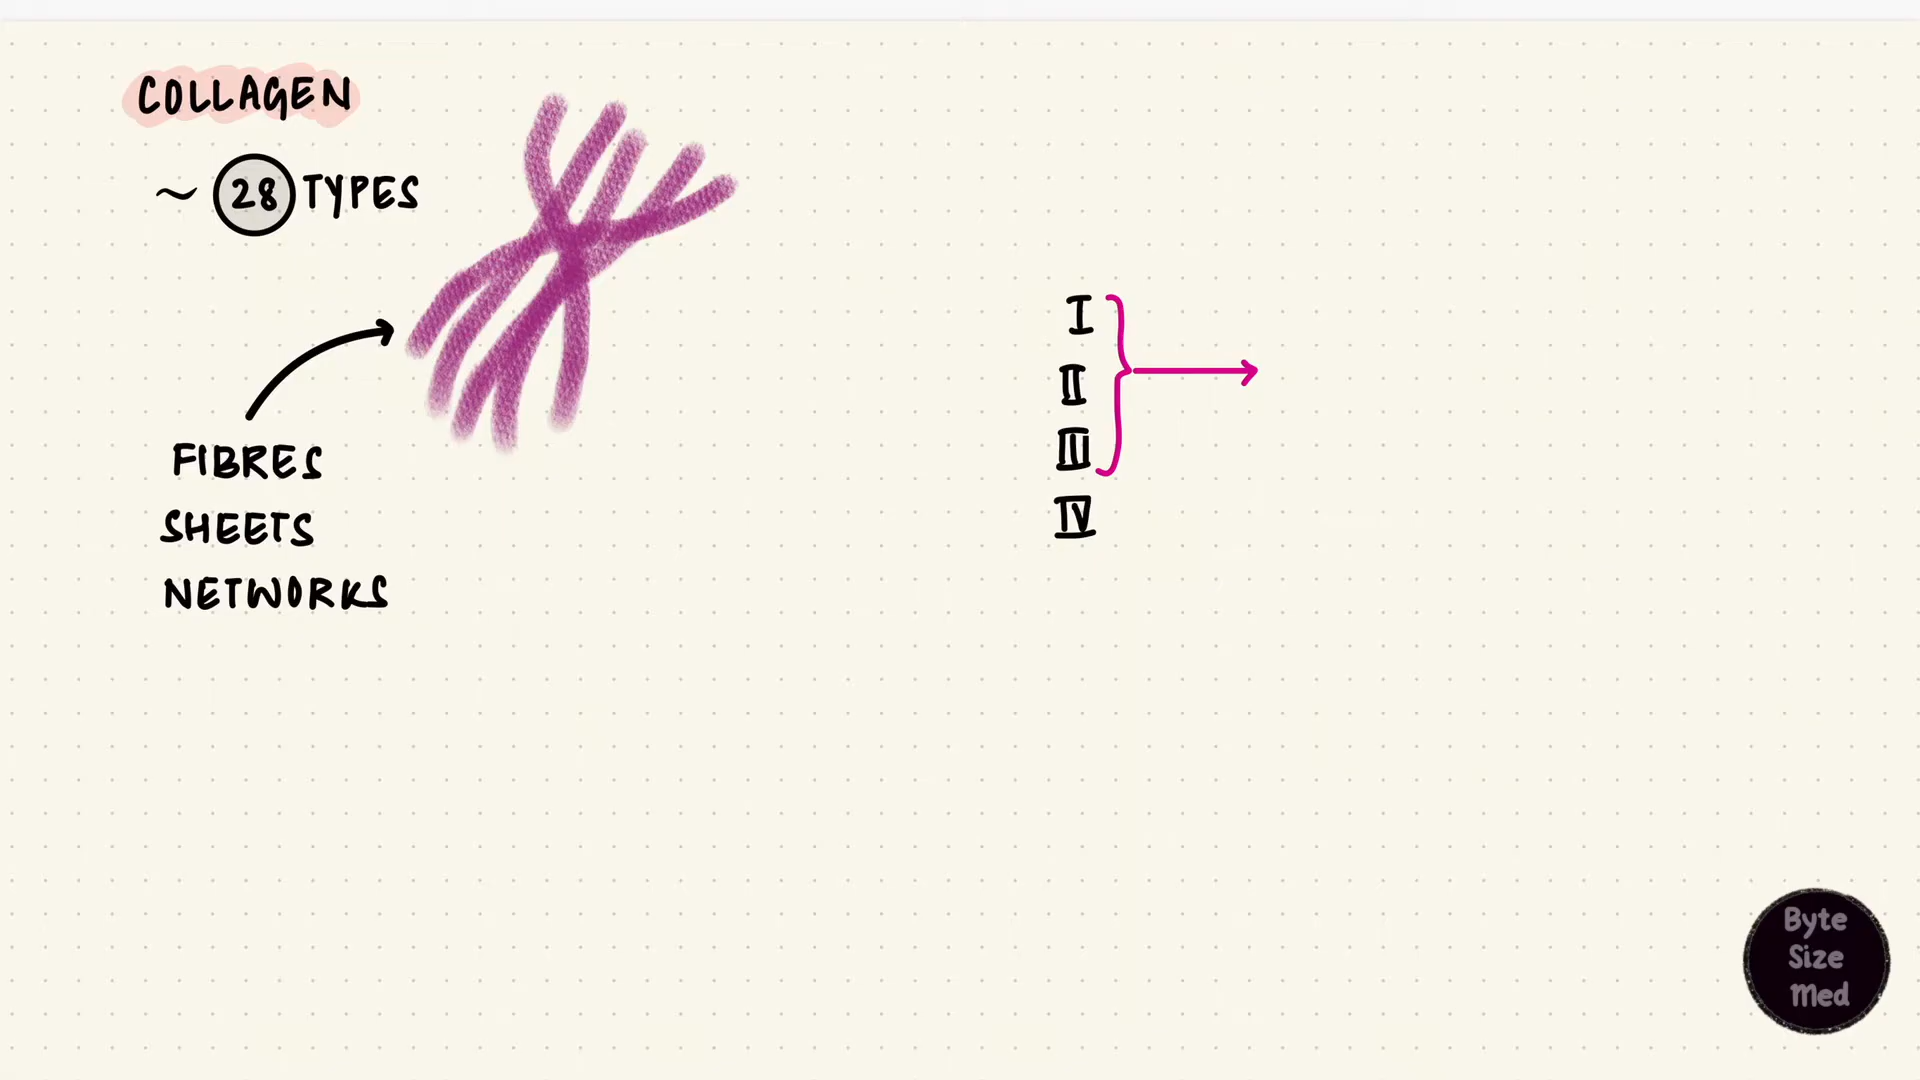 COLLAGEN
~ 28 TYPES
FIBRES
SHEETS
NETWORKS
I
II
III
IV
Byte
Size
Med